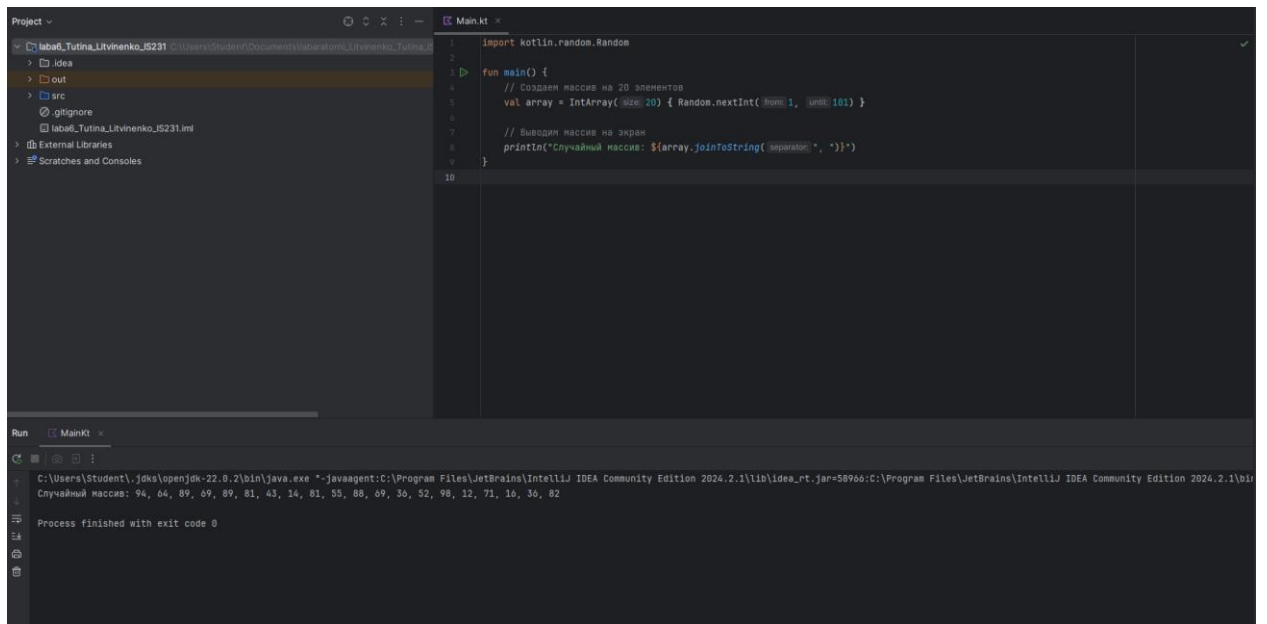 Project
laba6_Tutina_Litvinenko_IS231 C:\Users\Student\Documents\labaratorni_Litvinenko_Tutina_IS
.idea
out
src
.gitignore
laba6_Tutina_Litvinenko_IS231.iml
External Libraries
Scratches and Consoles
Main.kt
1 import kotlin.random.Random
2
3 fun main() {
4 // Создаем массив на 20 элементов
5 val array = IntArray( size: 20) { Random.nextInt( from: 1, until: 101) }
6
7 // Выводим массив на экран
8 println("Случайный массив: ${array.joinToString( separator: ", ")}")
9 }
10
Run MainKt
C:\Users\Student\.jdks\openjdk-22.0.2\bin\java.exe "-javaagent:C:\Program Files\JetBrains\IntelliJ IDEA Community Edition 2024.2.1\lib\idea_rt.jar=58966:C:\Program Files\JetBrains\IntelliJ IDEA Community Edition 2024.2.1\bin
Случайный массив: 94, 64, 89, 69, 89, 81, 43, 14, 81, 55, 88, 69, 36, 52, 98, 12, 71, 16, 36, 82
Process finished with exit code 0